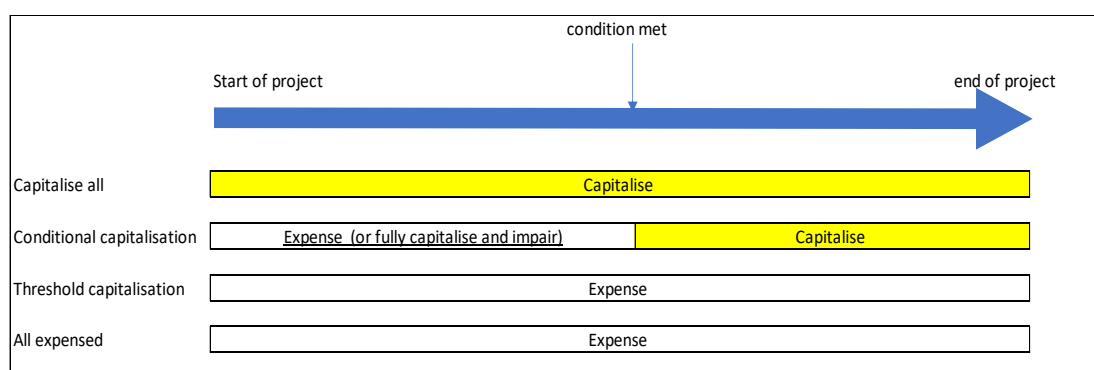 condition met
Start of project
end of project
Capitalise all
Capitalise
Conditional capitalisation
Expense (or fully capitalise and impair)
Capitalise
Threshold capitalisation
Expense
All expensed
Expense